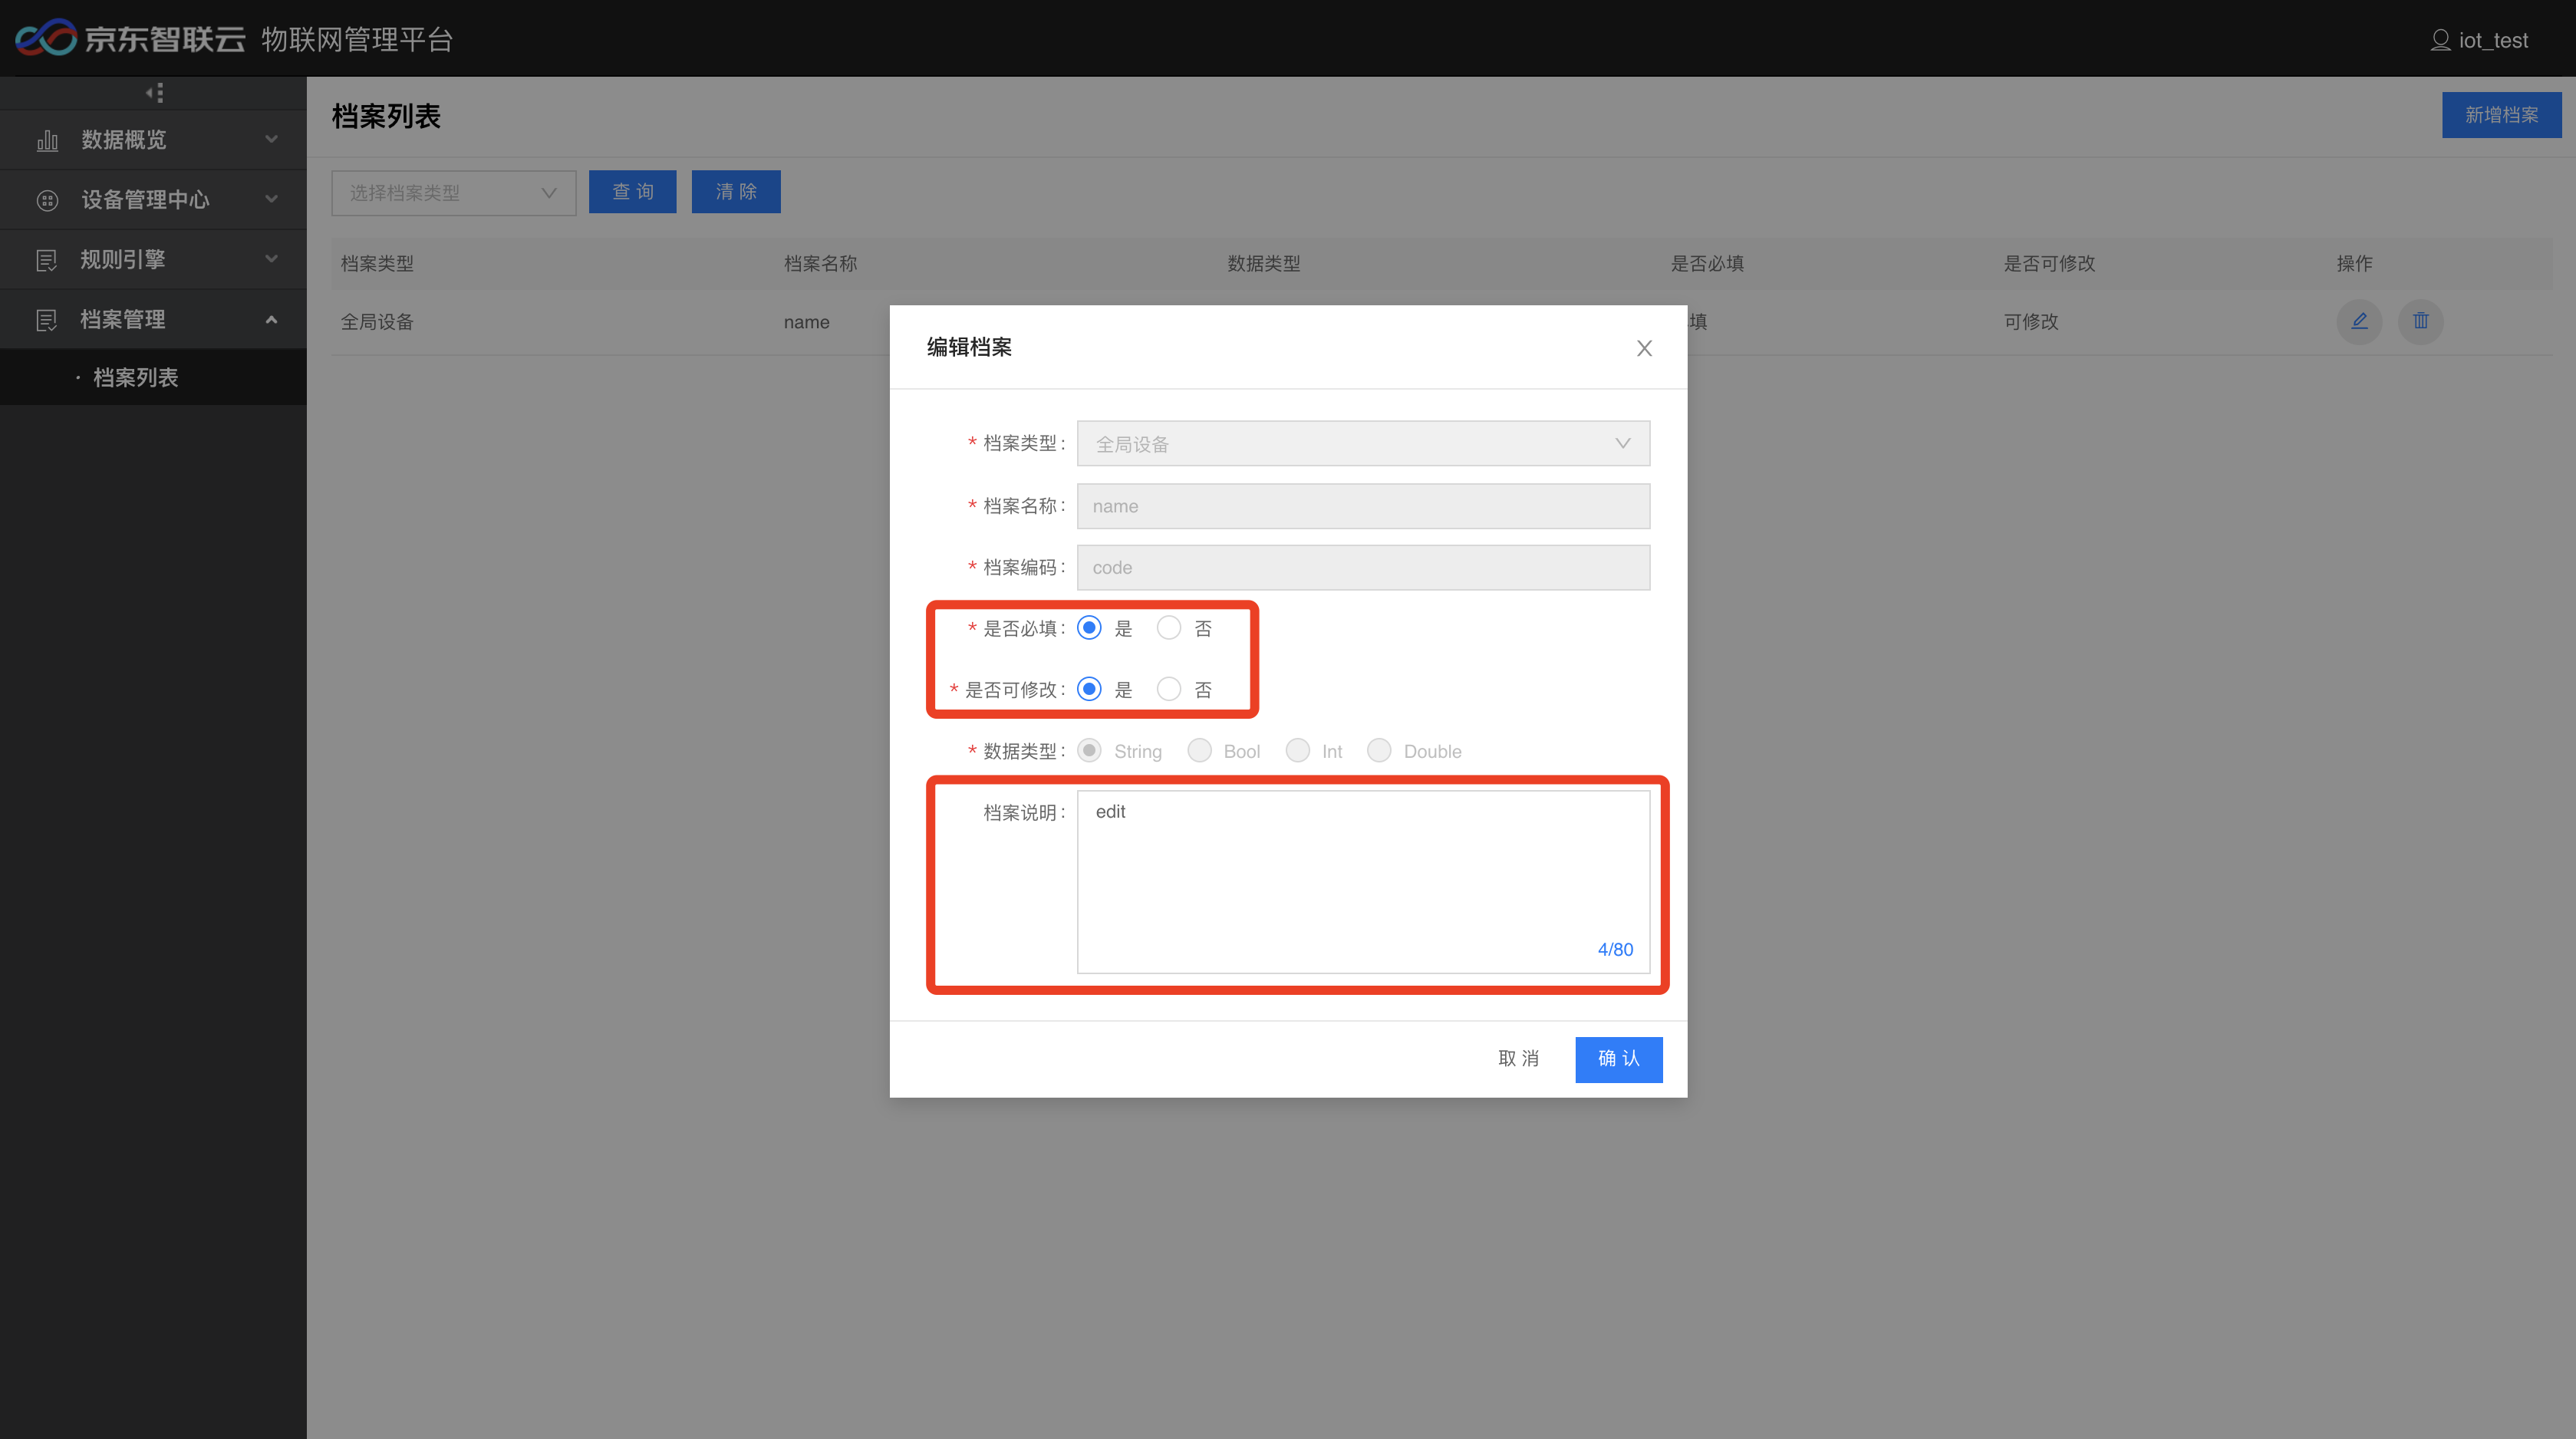 京东智联云 物联网管理平台
iot_test
数据概览
设备管理中心
规则引擎
档案管理
· 档案列表
档案列表
新增档案
选择档案类型
查 询
清 除
档案类型 档案名称 数据类型 是否必填 是否可修改 操作
全局设备 name 填 可修改
编辑档案
* 档案类型: 全局设备
* 档案名称: name
* 档案编码: code
* 是否必填: 是 否
* 是否可修改: 是 否
* 数据类型: String Bool Int Double
档案说明: edit
4/80
取 消
确 认